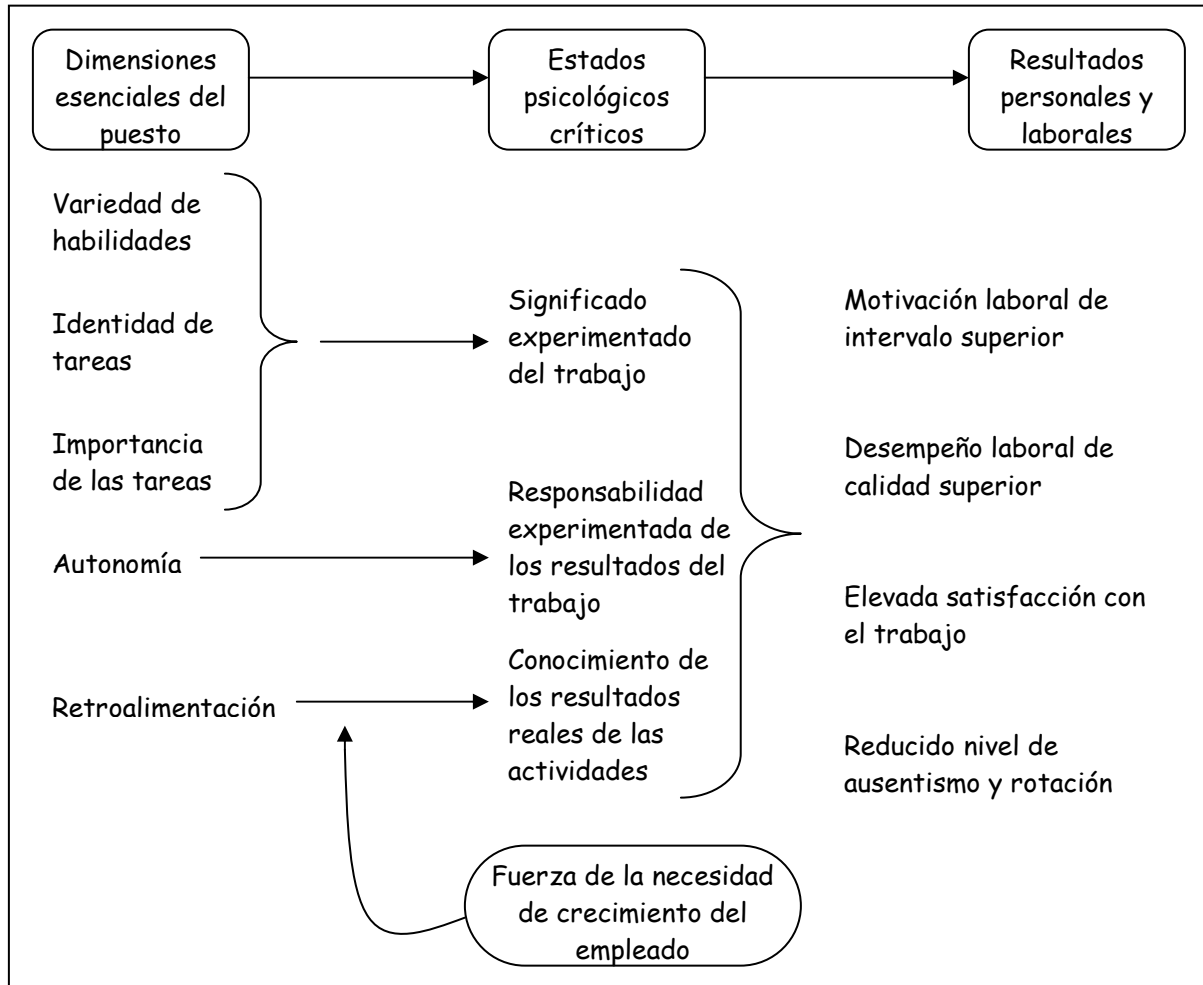 Dimensiones
esenciales del
puesto
Estados
psicológicos
críticos
Resultados
personales y
laborales
Variedad de
habilidades
Identidad de
tareas
Importancia
de las tareas
Autonomía
Retroalimentación
Significado
experimentado
del trabajo
Responsabilidad
experimentada de
los resultados del
trabajo
Conocimiento de
los resultados
reales de las
actividades
Motivación laboral de
intervalo superior
Desempeño laboral de
calidad superior
Elevada satisfacción con
el trabajo
Reducido nivel de
ausentismo y rotación
Fuerza de la necesidad
de crecimiento del
empleado